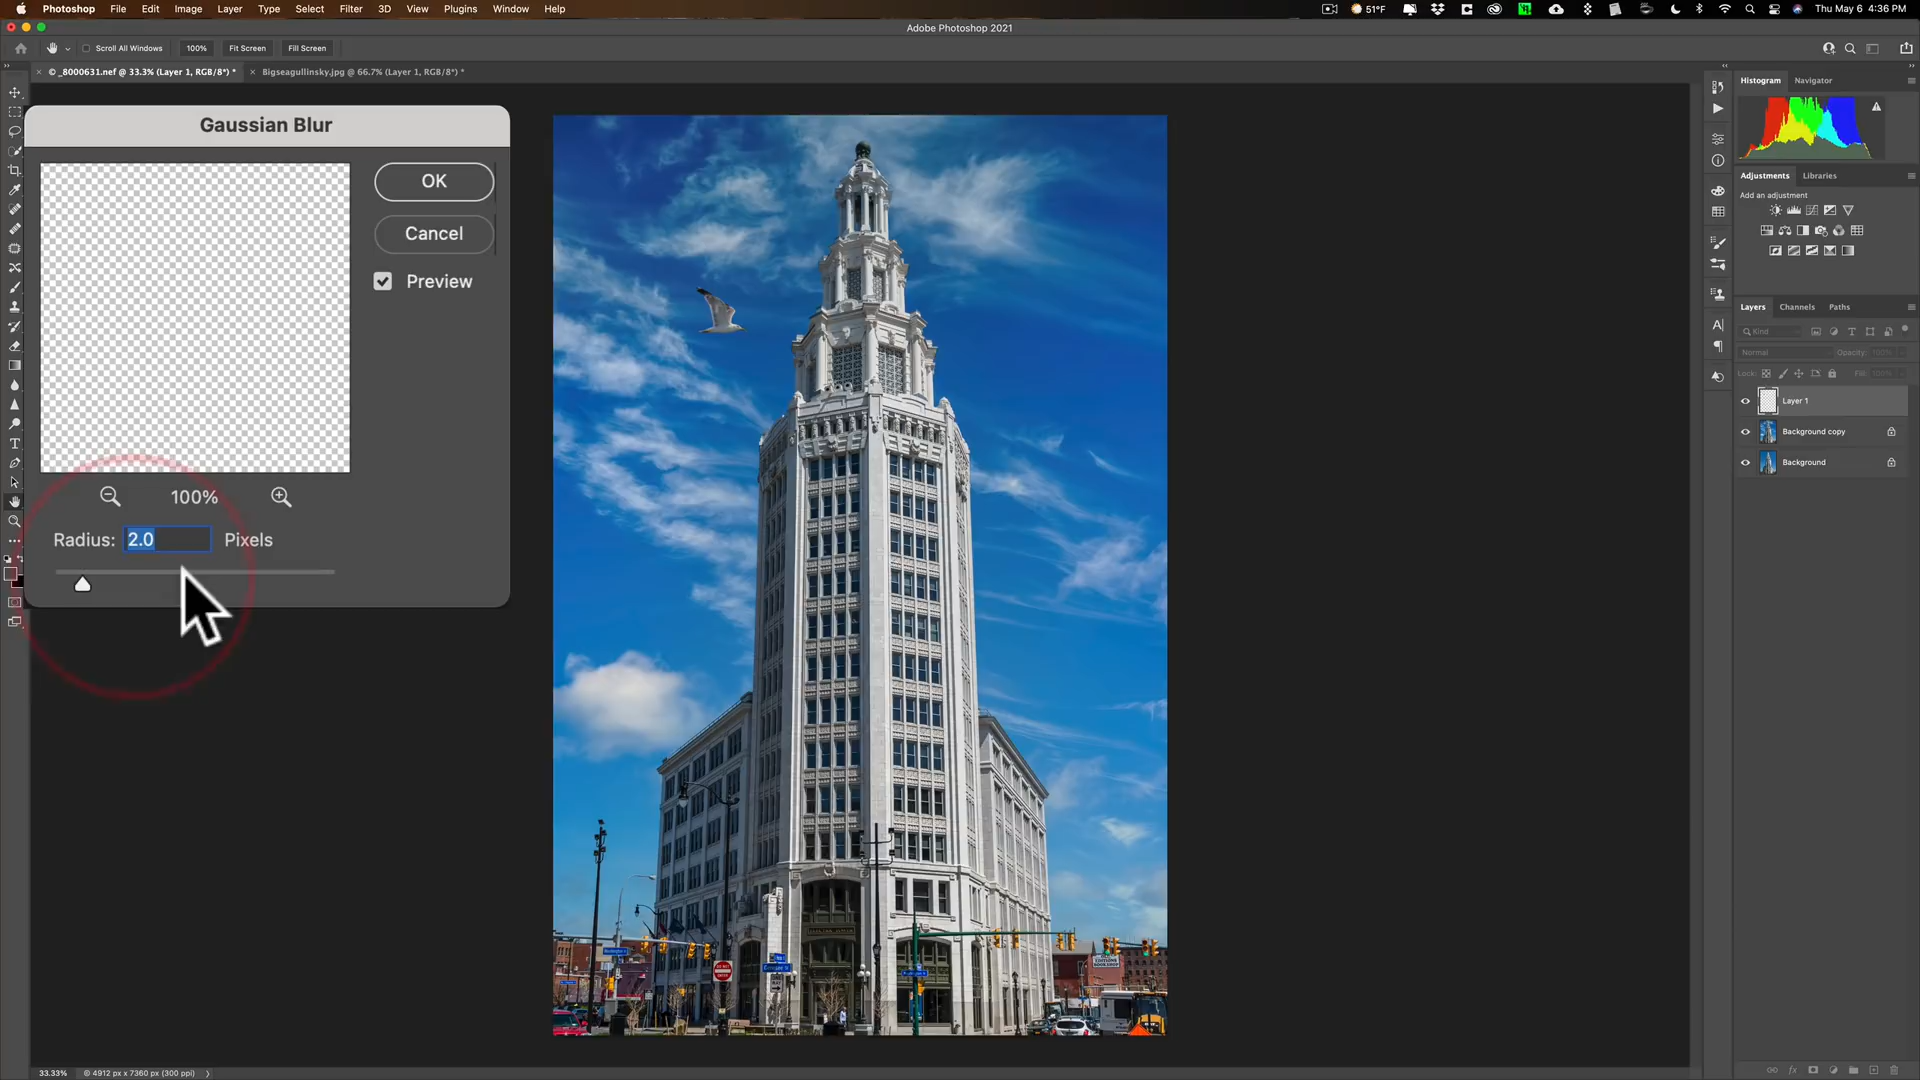 Photoshop File Edit Image Layer Type Select Filter 3D View Plugins Window Help
51°F Thu May 6 4:36 PM
Adobe Photoshop 2021
Scroll All Windows 100% Fit Screen Fill Screen
© _8000631.nef @ 33.3% (Layer 1, RGB/8*) * Bigseagullinsky.jpg @ 66.7% (Layer 1, RGB/8*) *
Histogram Navigator
Gaussian Blur
OK
Cancel
Preview
100%
Radius: 2.0 Pixels
Adjustments Libraries
Add an adjustment
Layers Channels Paths
Kind
Normal Opacity: 100%
Lock: Fill: 100%
Layer 1
Background copy
Background
33.33% 4912 px x 7360 px (300 ppi)